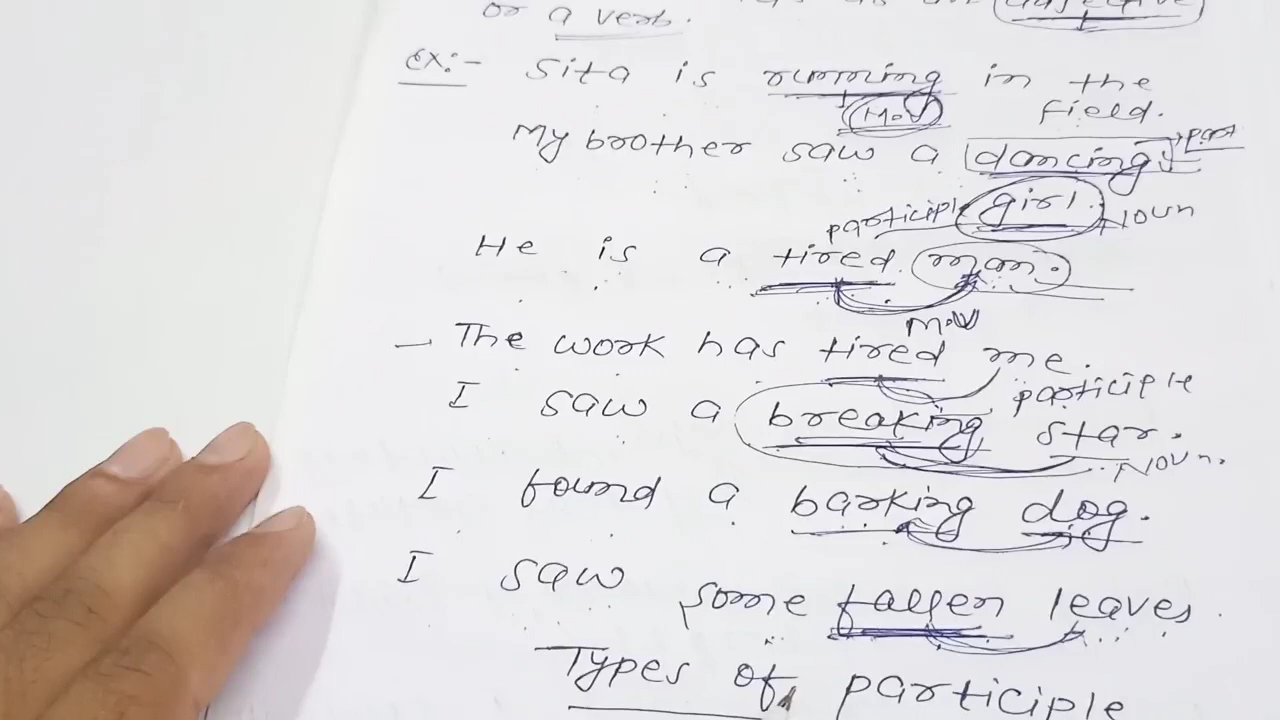 or a verb. adjective
Ex:- Sita is running in the
M.V field.
My brother saw a dancing part
participle girl. Noun
He is a tired man.
M.V
- The work has tired me.
participle
I saw a breaking star.
Noun.
I found a barking dog.
I saw some fallen leaves.
Types of participle